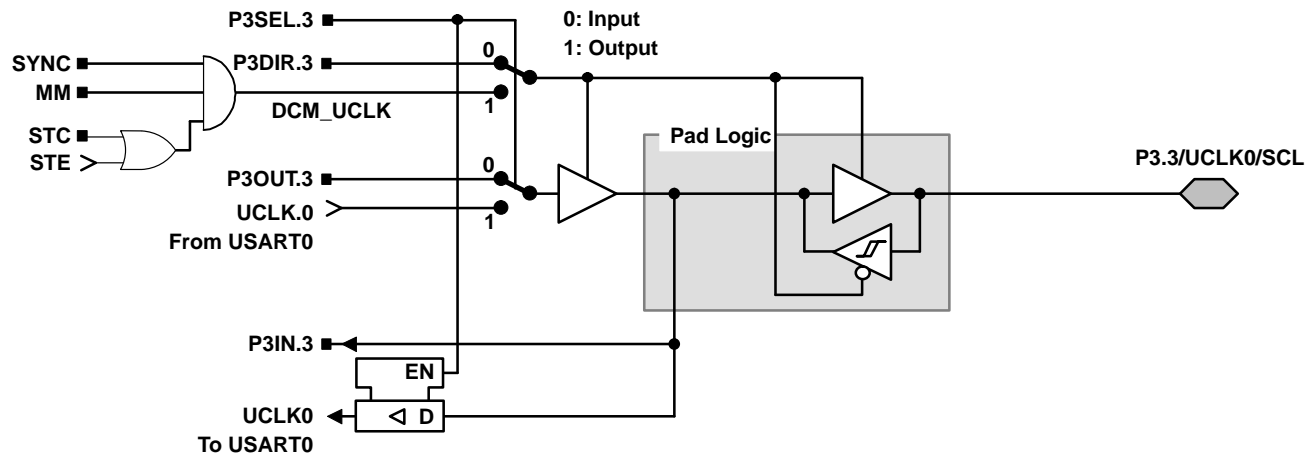 P3SEL.3
0: Input
1: Output
0
SYNC
P3DIR.3
MM
1
DCM_UCLK
STC
STE
Pad Logic
0
P3OUT.3
P3.3/UCLK0/SCL
UCLK.0
1
From USART0
P3IN.3
EN
UCLK0
D
To USART0